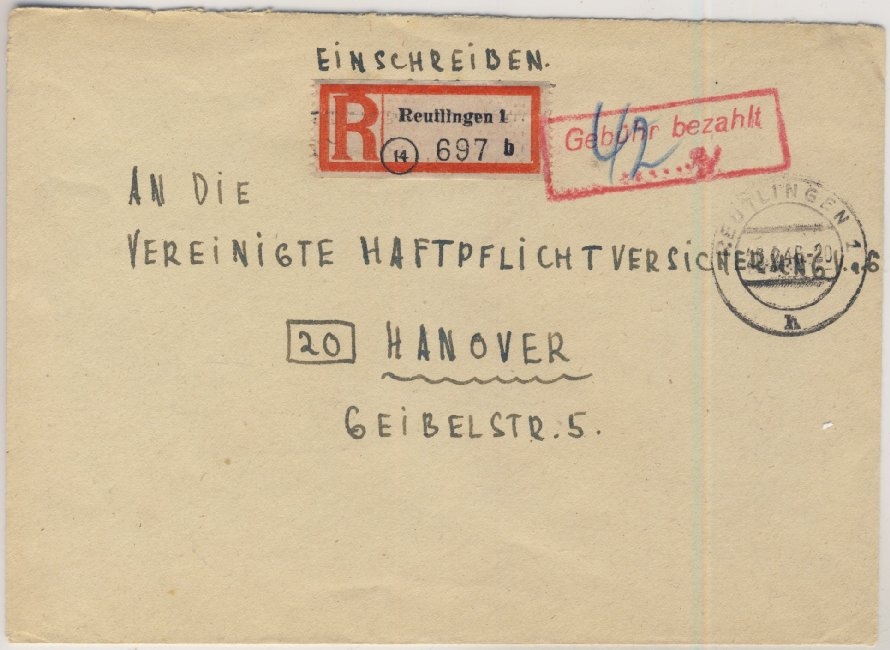 EINSCHREIBEN.
R
Reutlingen 1
14
697 b
Gebühr bezahlt
42
AN DIE
VEREINIGTE HAFTPFLICHTVERSICHERUNG
REUTLINGEN 1
h
20 HANOVER
GEIBELSTR. 5.